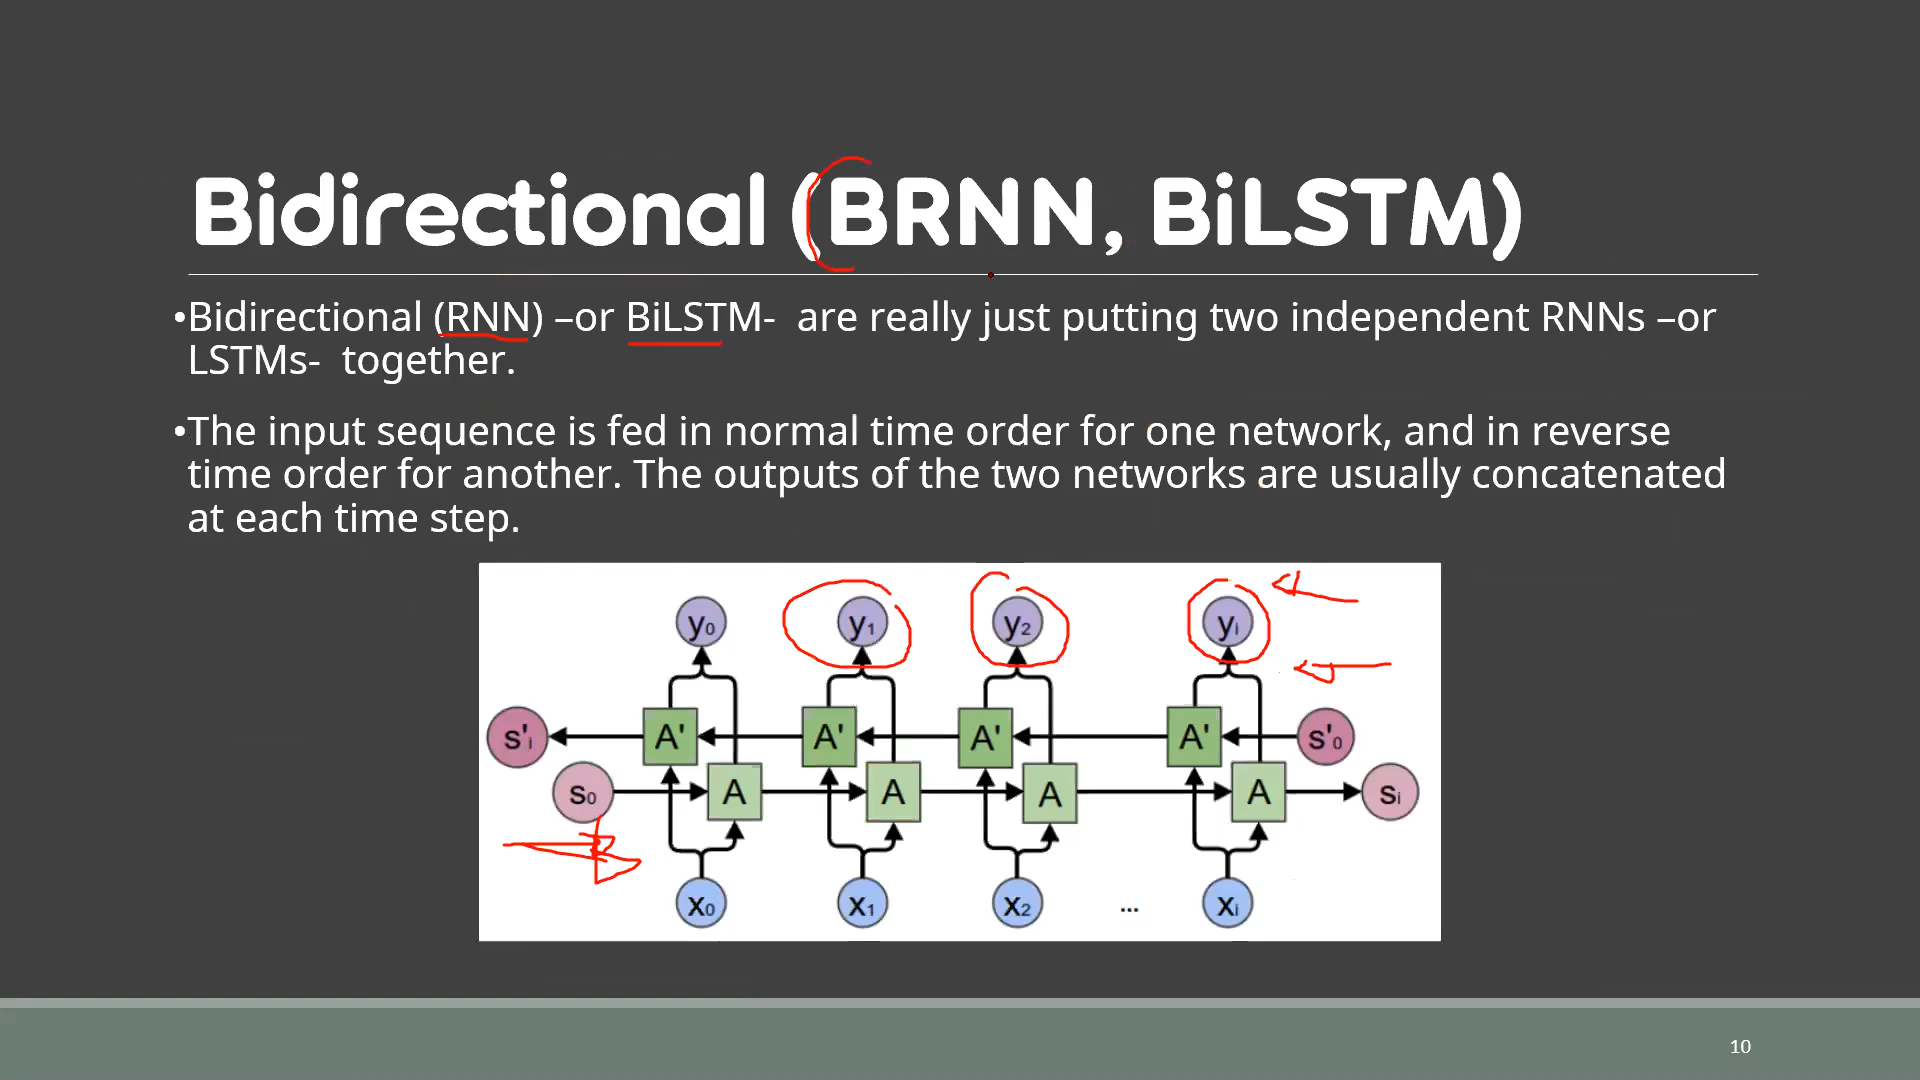 Bidirectional (BRNN, BiLSTM)
•Bidirectional (RNN) –or BiLSTM-  are really just putting two independent RNNs –or
LSTMs-  together.
•The input sequence is fed in normal time order for one network, and in reverse
time order for another. The outputs of the two networks are usually concatenated
at each time step.
y₀ y₁ y₂ yᵢ
s'ᵢ A' A' A' A' s'₀
s₀ A A A A sᵢ
x₀ x₁ x₂ ... xᵢ
10